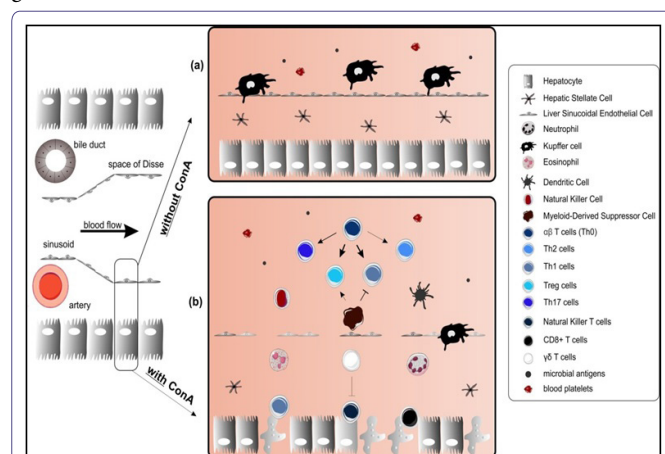 (a)
bile duct
space of Disse
blood flow
without ConA
sinusoid
artery
with ConA
(b)
Hepatocyte
Hepatic Stellate Cell
Liver Sinucoidal Endothelial Cell
Neutrophil
Kupffer cell
Eosinophil
Dendritic Cell
Natural Killer Cell
Myeloid-Derived Suppressor Cell
αβ T cells (Th0)
Th2 cells
Th1 cells
Treg cells
Th17 cells
Natural Killer T cells
CD8+ T cells
γδ T cells
microbial antigens
blood platelets